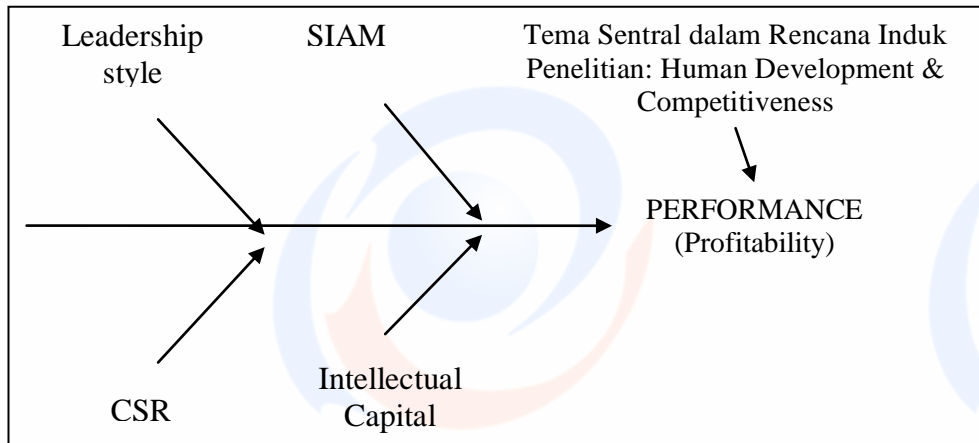 Leadership
style
SIAM
Tema Sentral dalam Rencana Induk
Penelitian: Human Development &
Competitiveness
PERFORMANCE
(Profitability)
CSR
Intellectual
Capital